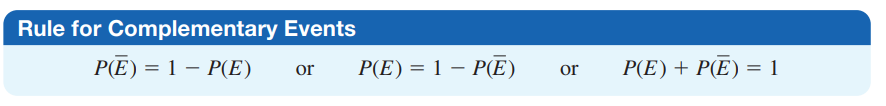 Rule for Complementary Events
P(E̅) = 1 − P(E) or P(E) = 1 − P(E̅) or P(E) + P(E̅) = 1